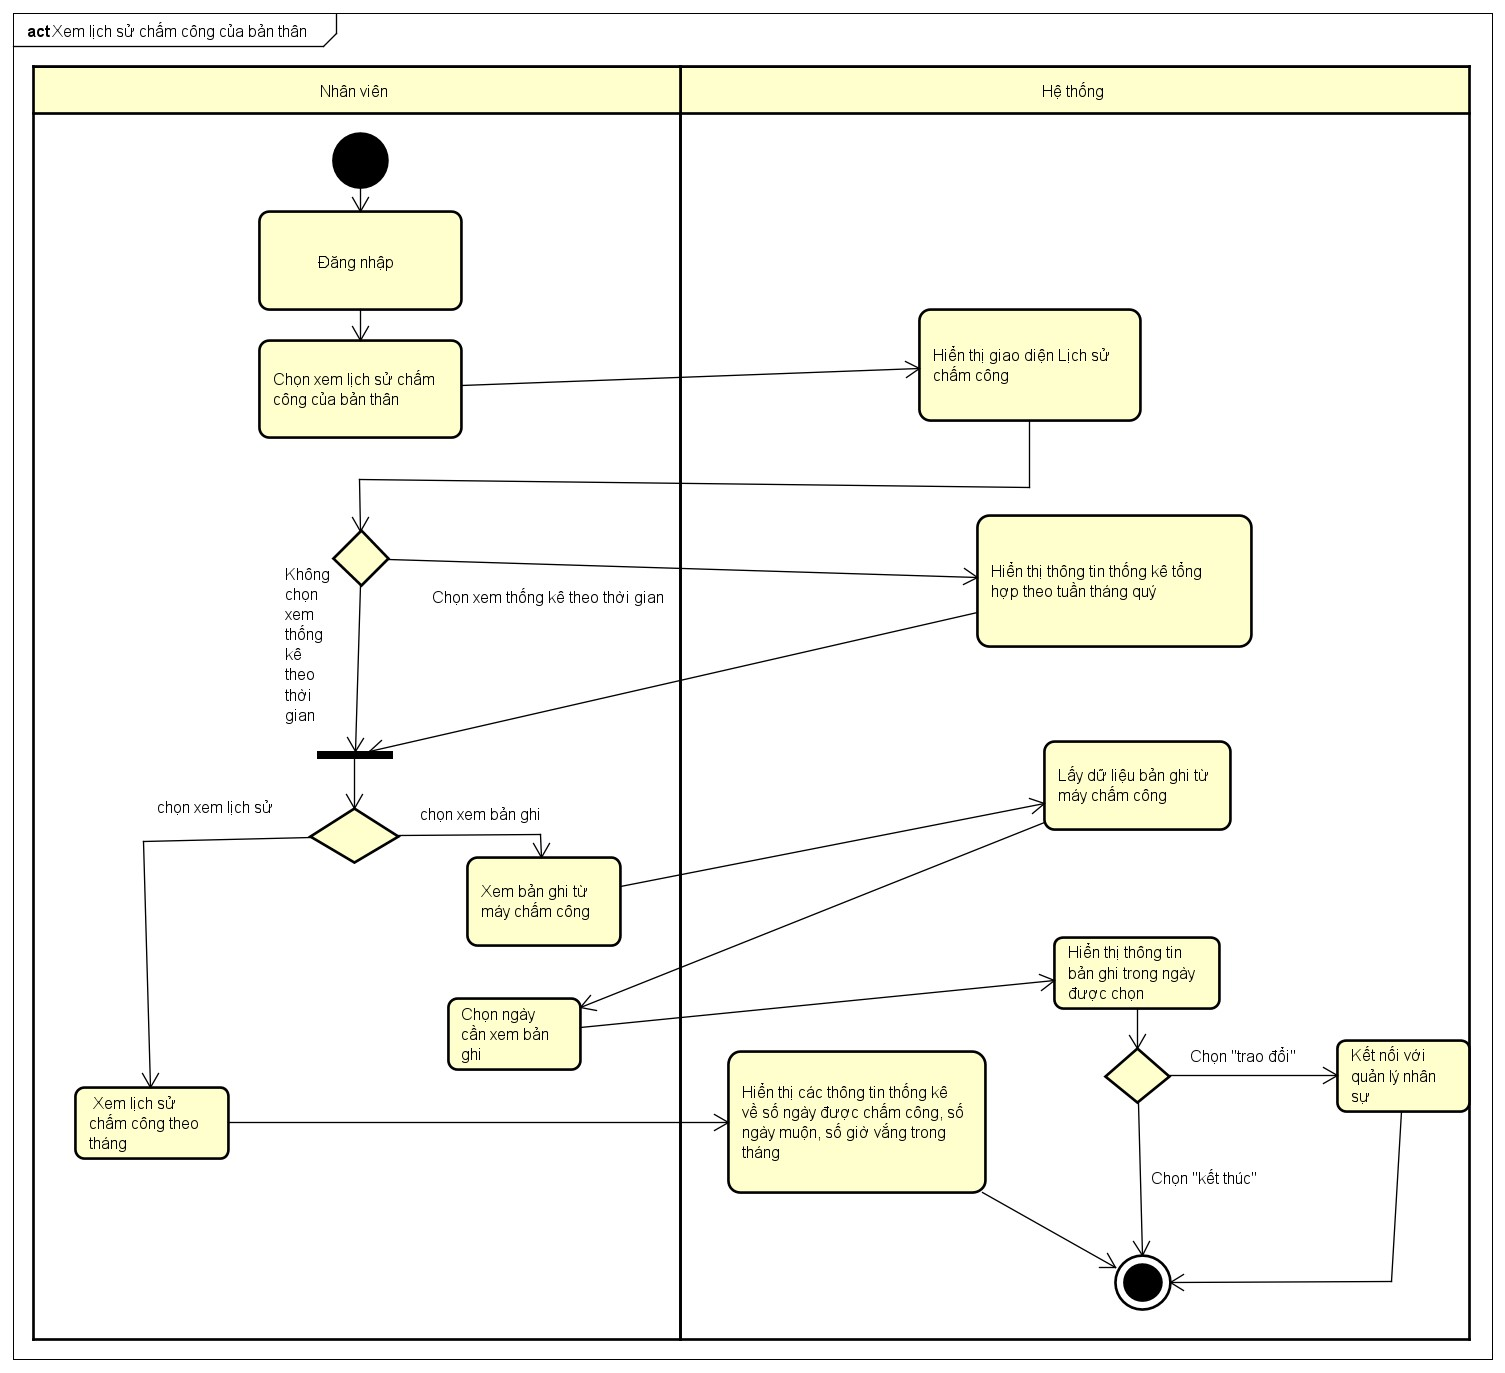 act Xem lịch sử chấm công của bản thân
Nhân viên
Hệ thống
Đăng nhập
Hiển thị giao diện Lịch sử
chấm công
Chọn xem lịch sử chấm
công của bản thân
Hiển thị thông tin thống kê tổng
hợp theo tuần tháng quý
Không
chọn
xem
thống
kê
theo
thời
gian
Chọn xem thống kê theo thời gian
Lấy dữ liệu bản ghi từ
máy chấm công
chọn xem lịch sử
chọn xem bản ghi
Xem bản ghi từ
máy chấm công
Hiển thị thông tin
bản ghi trong ngày
được chọn
Chọn ngày
cần xem bản
ghi
Chọn "trao đổi"
Kết nối với
quản lý nhân
sự
Xem lịch sử
chấm công theo
tháng
Hiển thị các thông tin thống kê
về số ngày được chấm công, số
ngày muộn, số giờ vắng trong
tháng
Chọn "kết thúc"